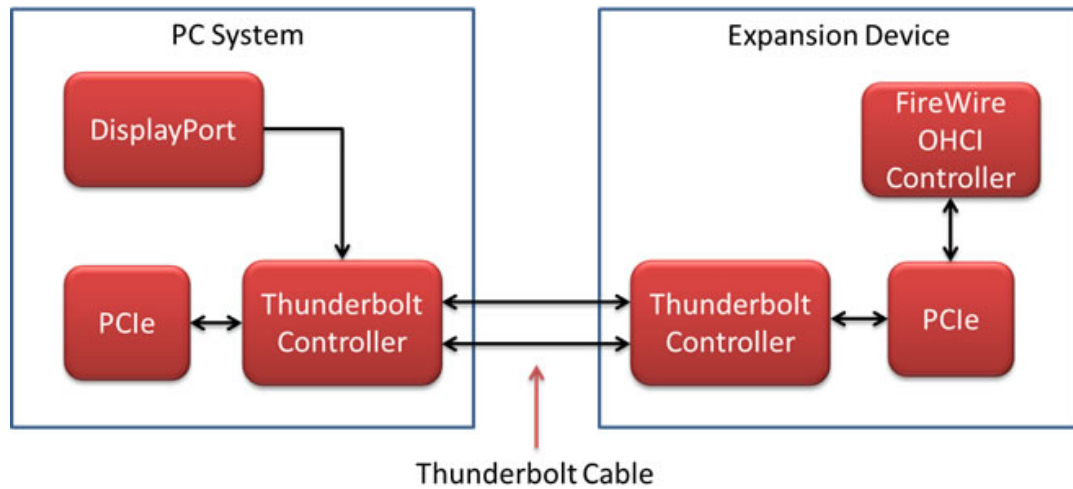 PC System
DisplayPort
PCIe
Thunderbolt
Controller
Expansion Device
FireWire
OHCI
Controller
Thunderbolt
Controller
PCIe
Thunderbolt Cable